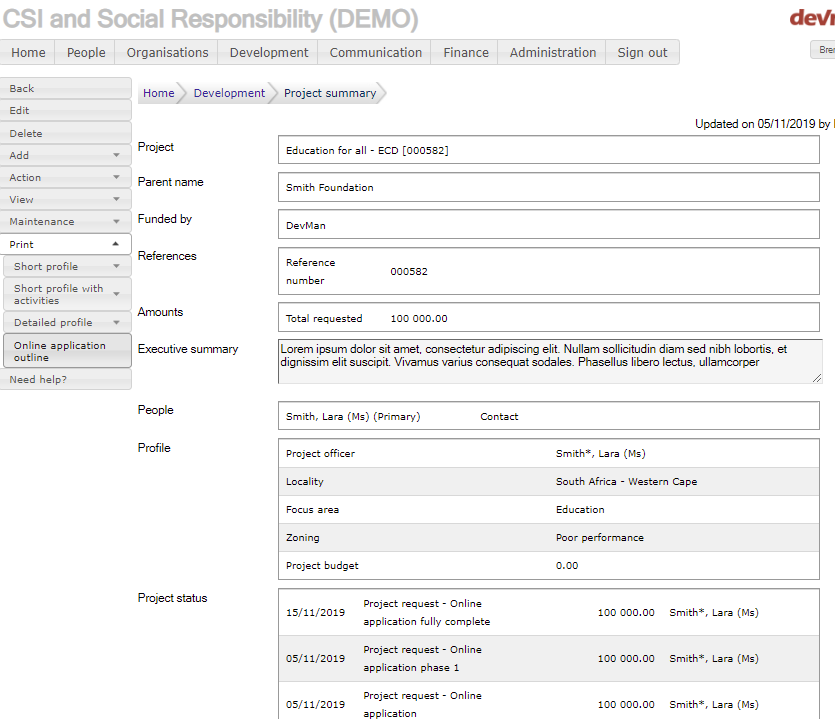 CSI and Social Responsibility (DEMO)
Home People Organisations Development Communication Finance Administration Sign out
Back
Edit
Delete
Add
Action
View
Maintenance
Print
Short profile
Short profile with
activities
Detailed profile
Online application
outline
Need help?
Home Development Project summary
Updated on 05/11/2019 by
Project Education for all - ECD [000582]
Parent name Smith Foundation
Funded by DevMan
References Reference
number 000582
Amounts Total requested 100 000.00
Executive summary Lorem ipsum dolor sit amet, consectetur adipiscing elit. Nullam sollicitudin diam sed nibh lobortis, et
dignissim elit suscipit. Vivamus varius consequat sodales. Phasellus libero lectus, ullamcorper
People Smith, Lara (Ms) (Primary) Contact
Profile Project officer Smith*, Lara (Ms)
Locality South Africa - Western Cape
Focus area Education
Zoning Poor performance
Project budget 0.00
Project status
15/11/2019 Project request - Online
application fully complete 100 000.00 Smith*, Lara (Ms)
05/11/2019 Project request - Online
application phase 1 100 000.00 Smith*, Lara (Ms)
05/11/2019 Project request - Online
application 100 000.00 Smith*, Lara (Ms)